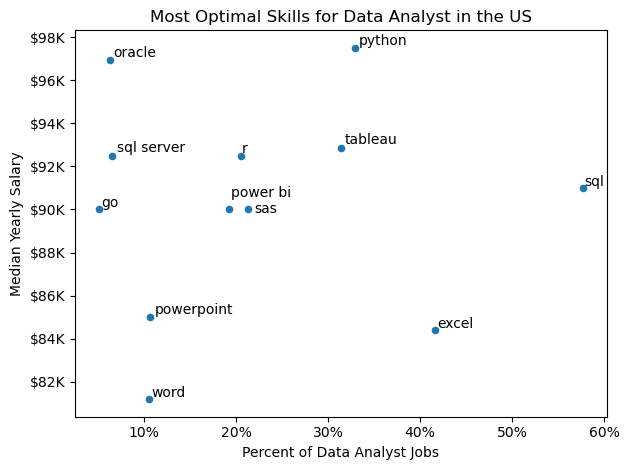 Most Optimal Skills for Data Analyst in the US
$98K
python
oracle
$96K
$94K
tableau
sql server
r
$92K
sql
power bi
$90K
go
sas
$88K
$86K
powerpoint
excel
$84K
$82K
word
Median Yearly Salary
10%
20%
30%
40%
50%
60%
Percent of Data Analyst Jobs